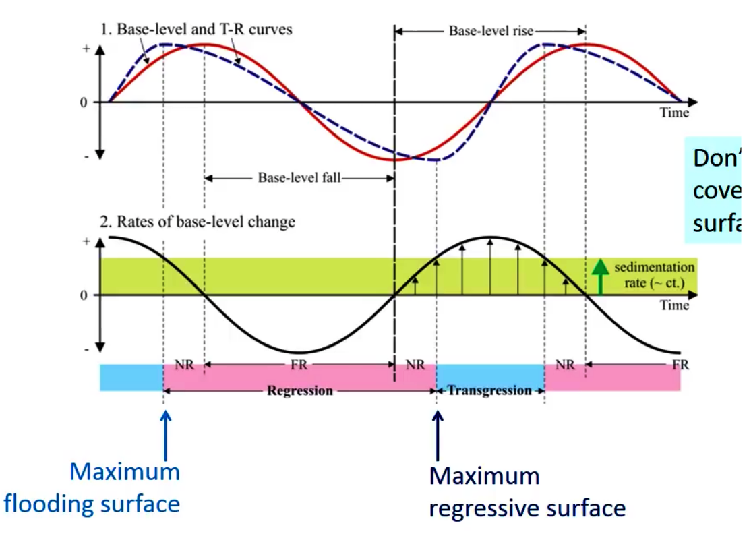 1. Base-level and T-R curves
Base-level rise
+
0
-
Time
Base-level fall
Don'
cove
surfa
2. Rates of base-level change
+
0
-
sedimentation
rate (~ ct.)
Time
NR
FR
NR
NR
FR
Regression
Transgression
Maximum
flooding surface
Maximum
regressive surface